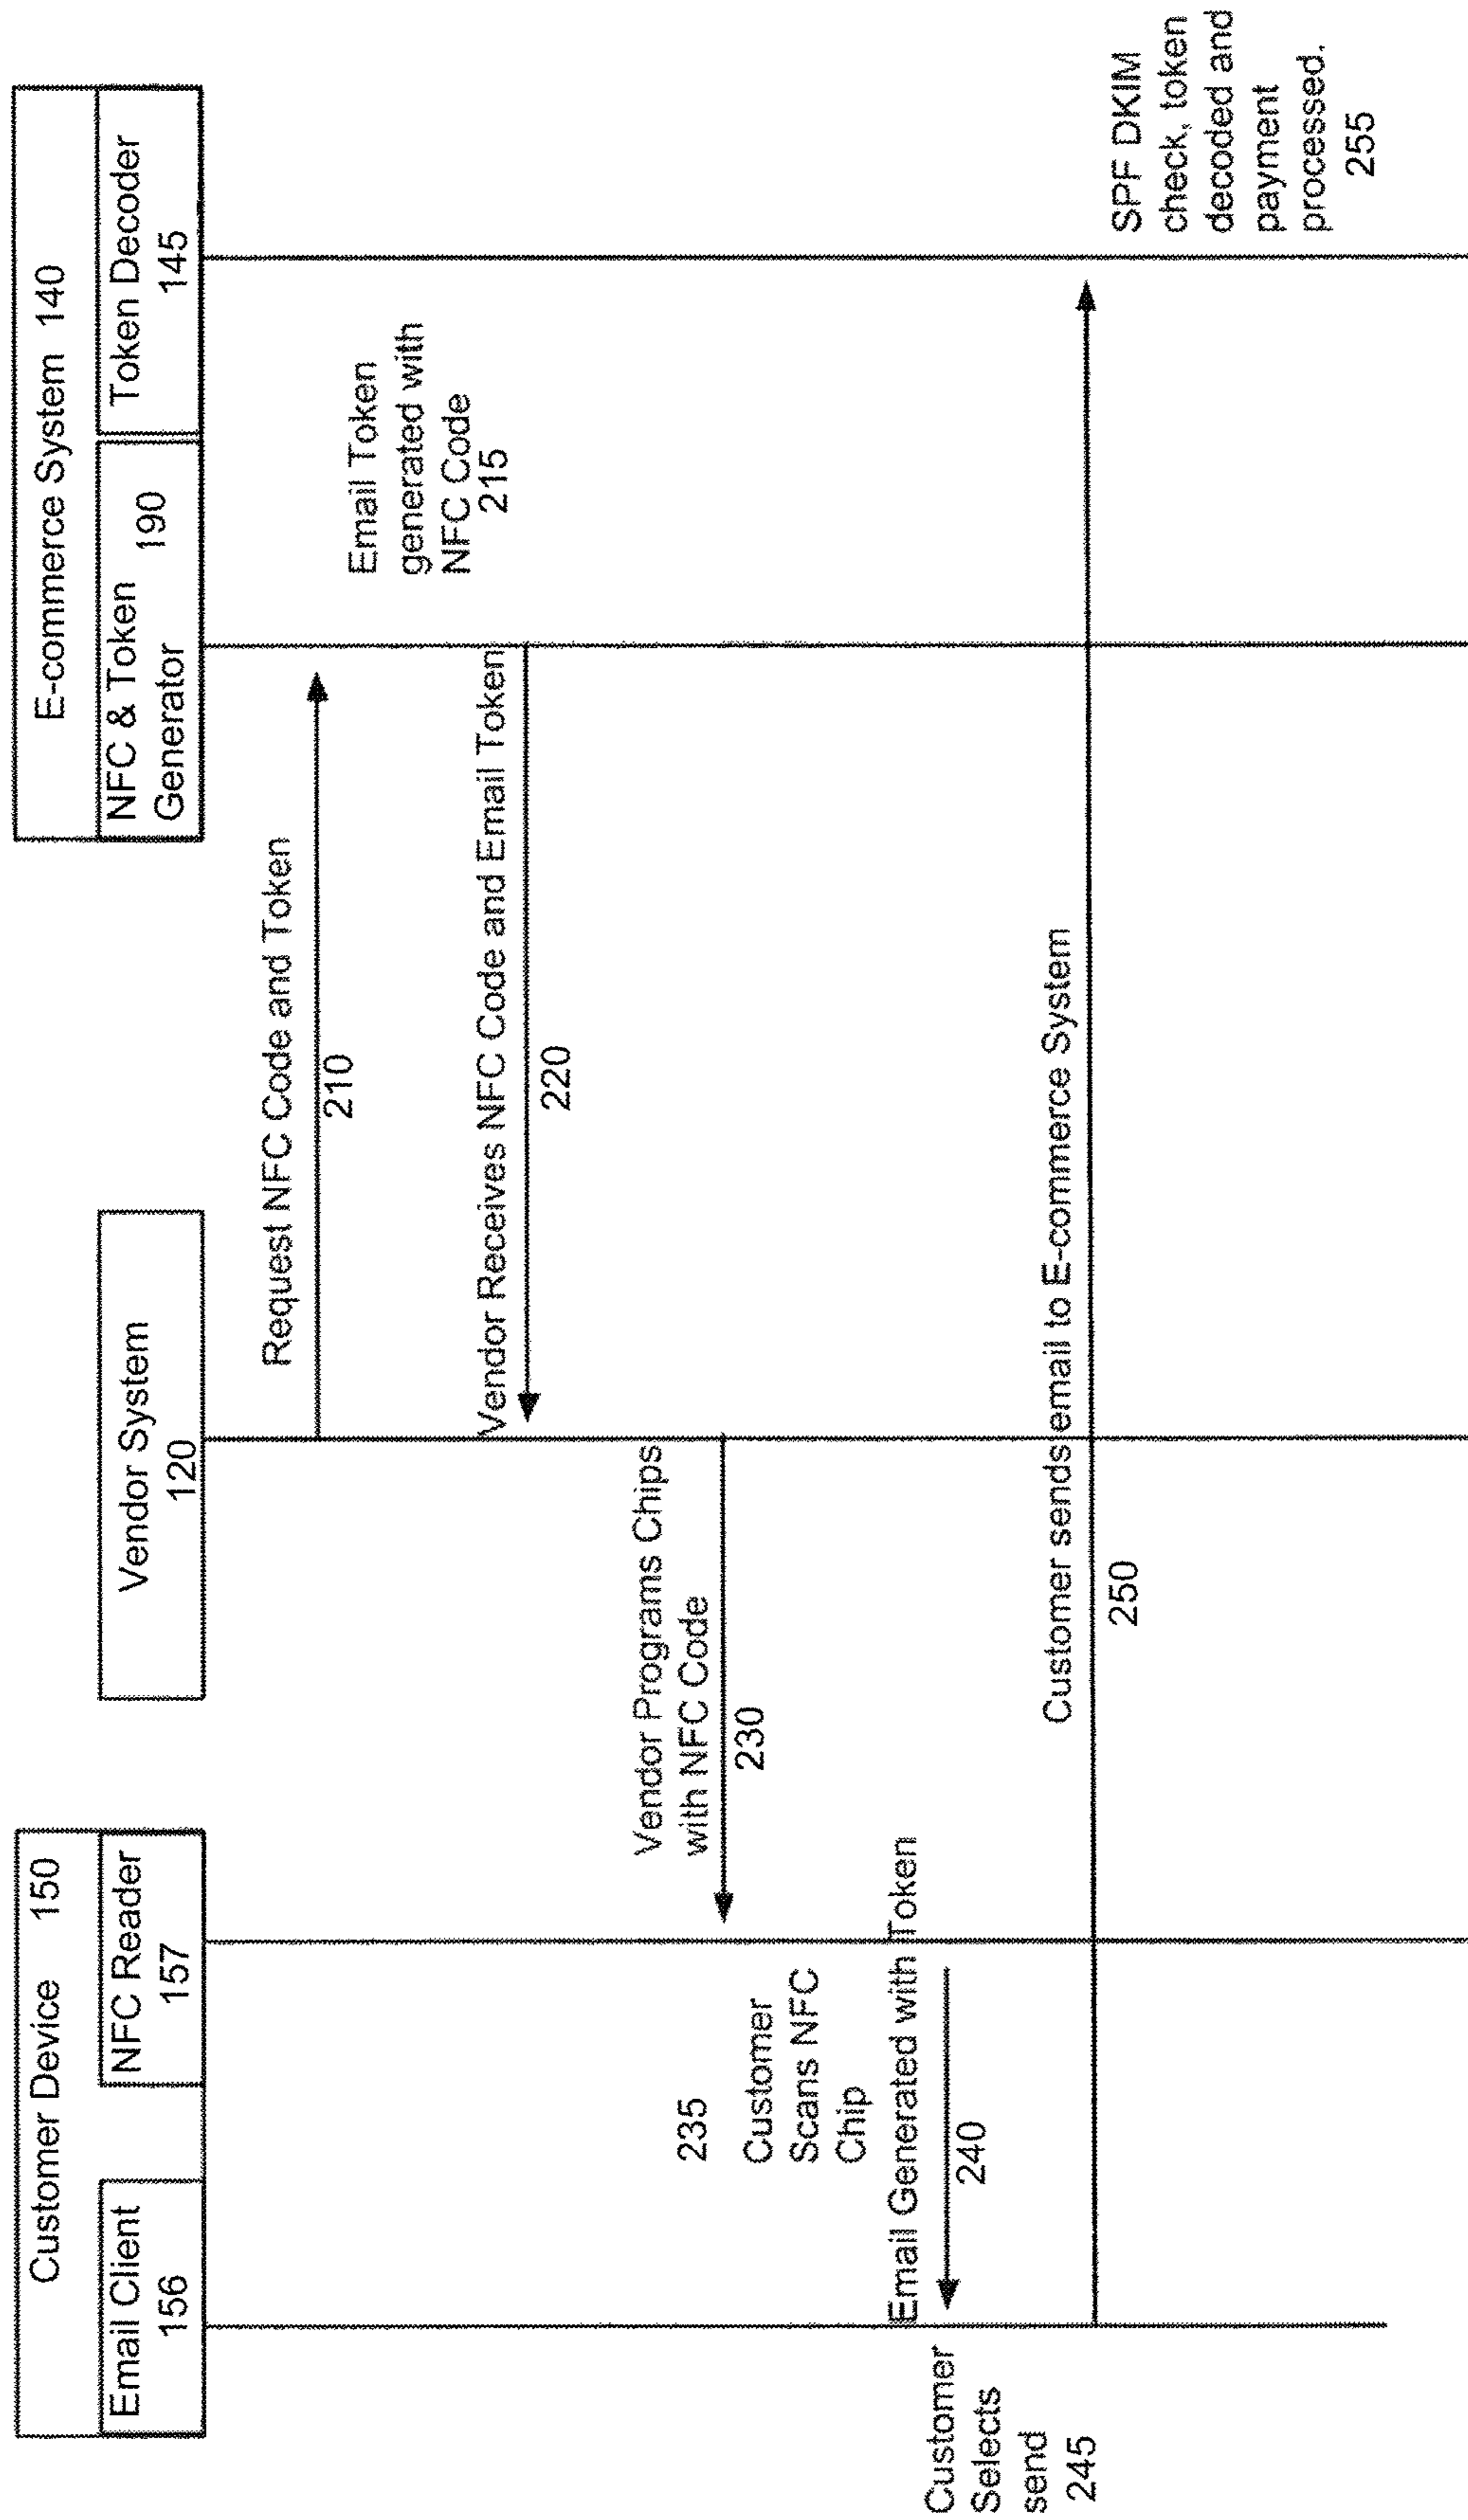 Customer Device 150
Email Client
156
NFC Reader
157
Vendor System
120
E-commerce System 140
NFC & Token 190
Generator
Token Decoder
145
Request NFC Code and Token
210
Email Token
generated with
NFC Code
215
Vendor Receives NFC Code and Email Token
220
Vendor Programs Chips
with NFC Code
230
235
Customer
Scans NFC
Chip
Email Generated with Token
240
Customer
Selects
send
245
Customer sends email to E-commerce System
250
SPF DKIM
check, token
decoded and
payment
processed.
255